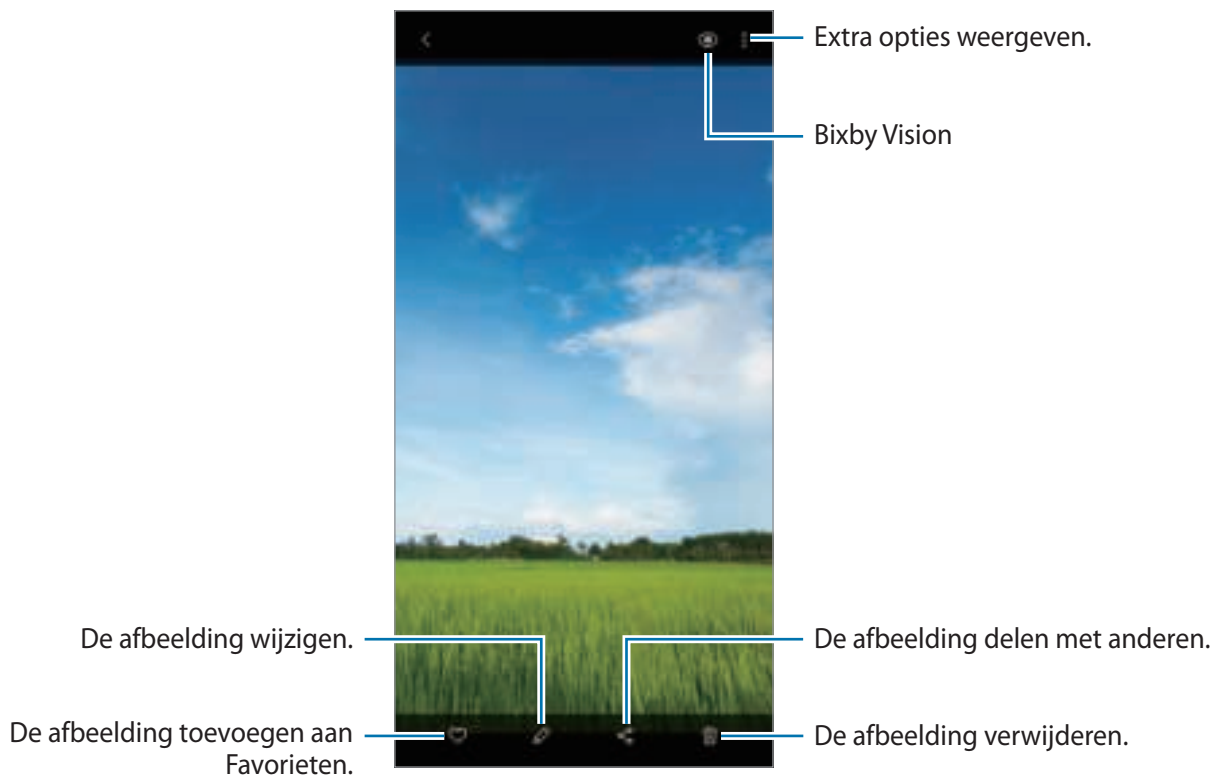 Extra opties weergeven.
Bixby Vision
De afbeelding wijzigen.
De afbeelding delen met anderen.
De afbeelding toevoegen aan
Favorieten.
De afbeelding verwijderen.